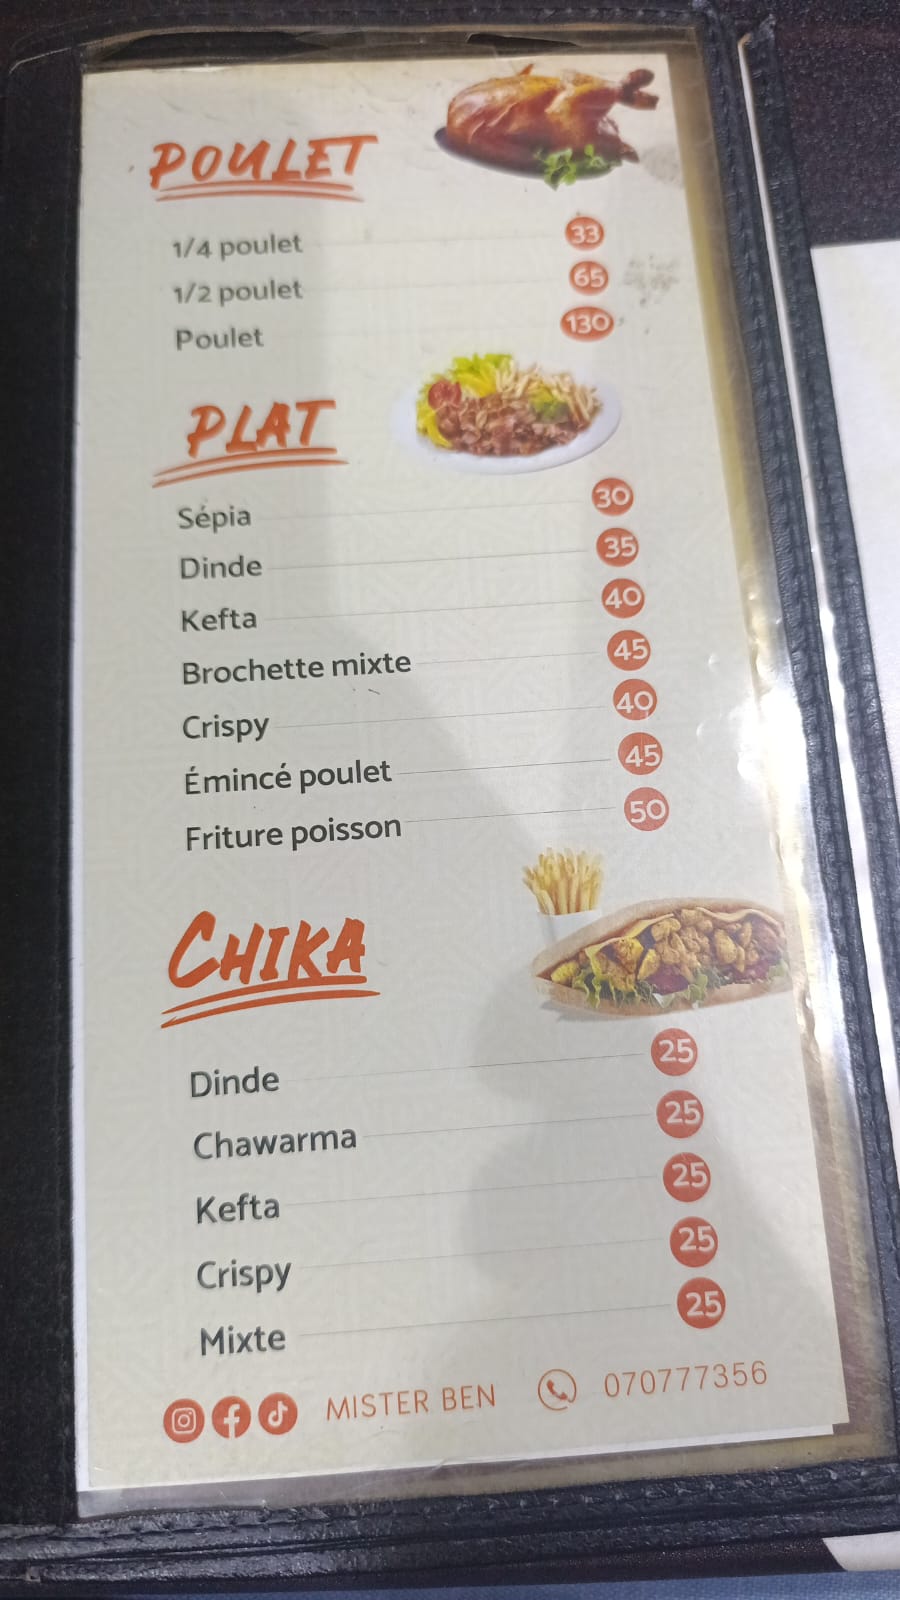 POULET
1/4 poulet 33
1/2 poulet 65
Poulet 130
PLAT
Sépia 30
Dinde 35
Kefta 40
Brochette mixte 45
Crispy 40
Émincé poulet 45
Friture poisson 50
CHIKA
Dinde 25
Chawarma 25
Kefta 25
Crispy 25
Mixte 25
MISTER BEN 070777356